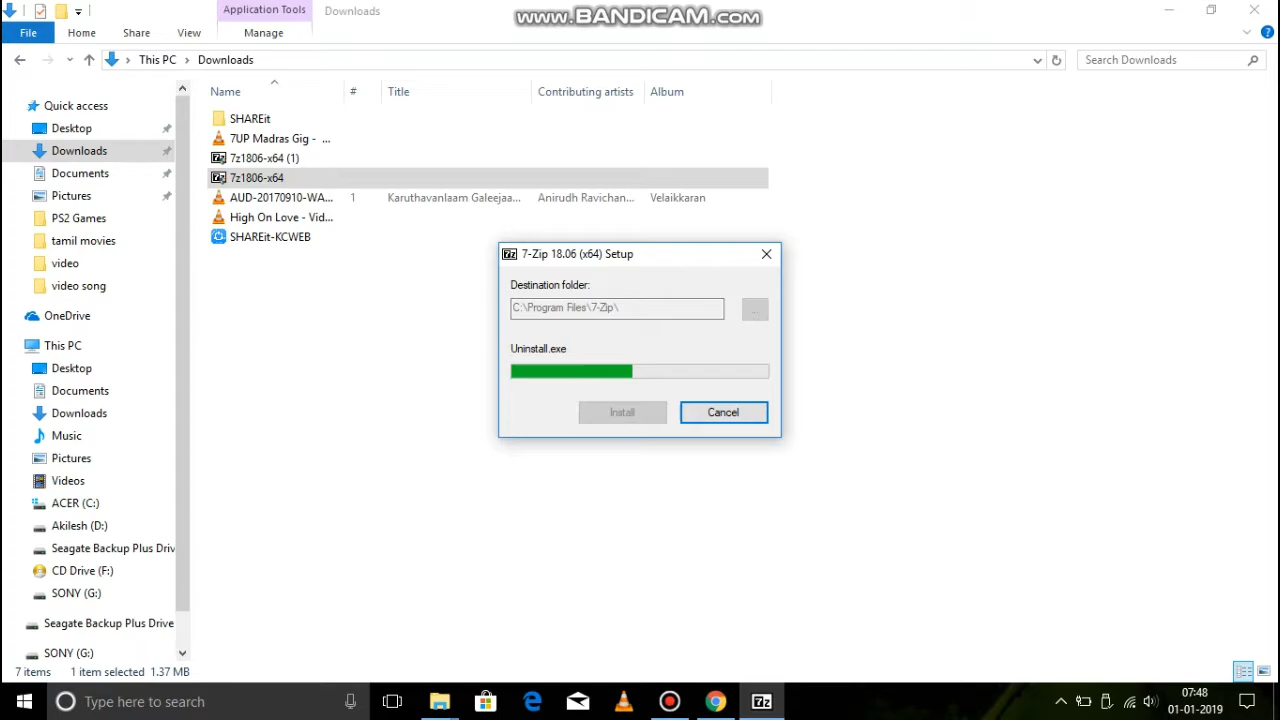 Application Tools
Downloads
www.BANDICAM.com
File
Home
Share
View
Manage
This PC
Downloads
Search Downloads
Name
#
Title
Contributing artists
Album
Quick access
Desktop
Downloads
Documents
Pictures
PS2 Games
tamil movies
video
video song
OneDrive
This PC
Desktop
Documents
Downloads
Music
Pictures
Videos
ACER (C:)
Akilesh (D:)
Seagate Backup Plus Driv
CD Drive (F:)
SONY (G:)
Seagate Backup Plus Drive
SONY (G:)
SHAREit
7UP Madras Gig - ...
7z1806-x64 (1)
7z1806-x64
AUD-20170910-WA... 1 Karuthavanlaam Galeejaa... Anirudh Ravichan... Velaikkaran
High On Love - Vid...
SHAREit-KCWEB
7z 7-Zip 18.06 (x64) Setup
Destination folder:
C:\Program Files\7-Zip\
...
Uninstall.exe
Install
Cancel
7 items 1 item selected 1.37 MB
Type here to search
7z
07:48
01-01-2019